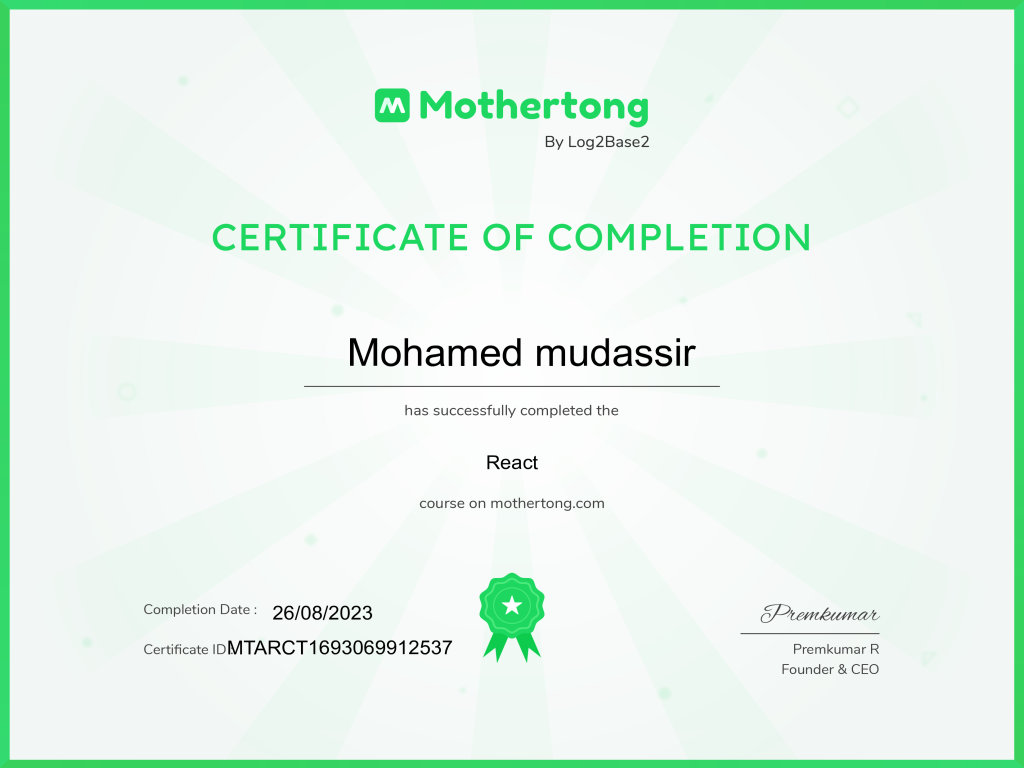 Mothertong
By Log2Base2
CERTIFICATE OF COMPLETION
Mohamed mudassir
has successfully completed the
React
course on mothertong.com
Completion Date : 26/08/2023
Certificate IDMTARCT1693069912537
Premkumar
Premkumar R
Founder & CEO